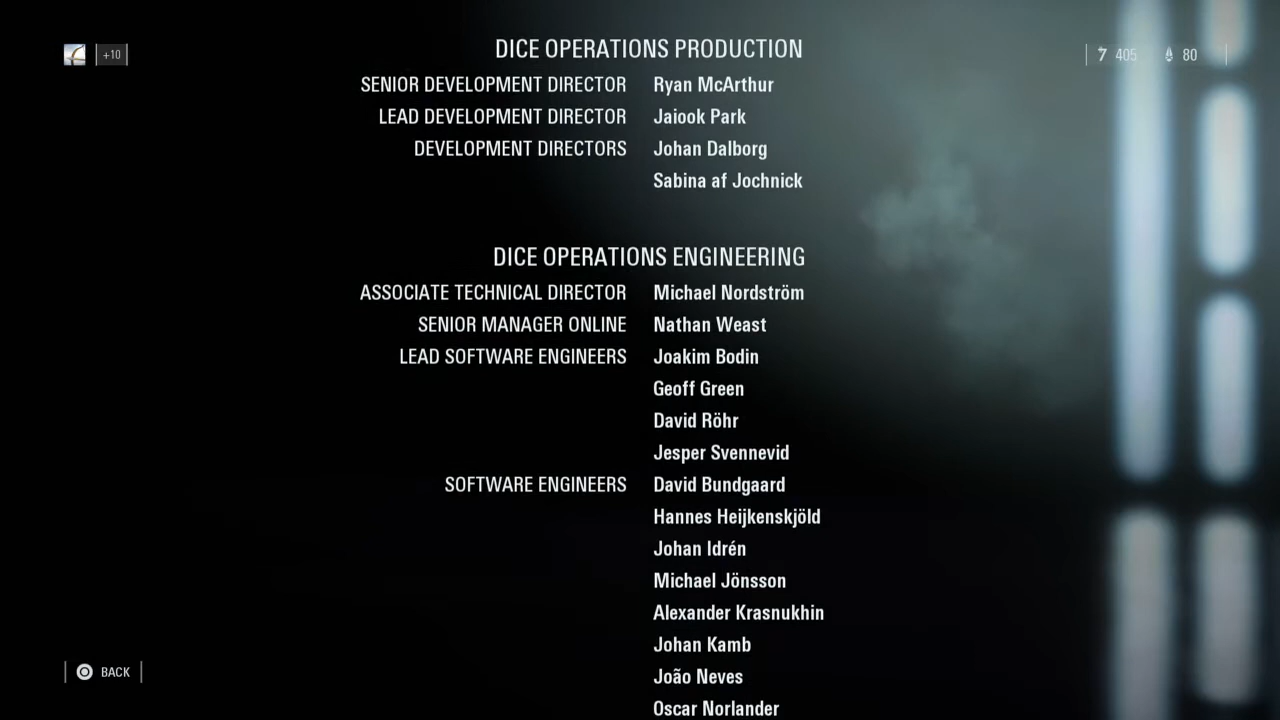 +10
405 80
DICE OPERATIONS PRODUCTION
SENIOR DEVELOPMENT DIRECTOR Ryan McArthur
LEAD DEVELOPMENT DIRECTOR Jaiook Park
DEVELOPMENT DIRECTORS Johan Dalborg
Sabina af Jochnick
DICE OPERATIONS ENGINEERING
ASSOCIATE TECHNICAL DIRECTOR Michael Nordström
SENIOR MANAGER ONLINE Nathan Weast
LEAD SOFTWARE ENGINEERS Joakim Bodin
Geoff Green
David Röhr
Jesper Svennevid
SOFTWARE ENGINEERS David Bundgaard
Hannes Heijkenskjöld
Johan Idrén
Michael Jönsson
Alexander Krasnukhin
Johan Kamb
João Neves
Oscar Norlander
BACK